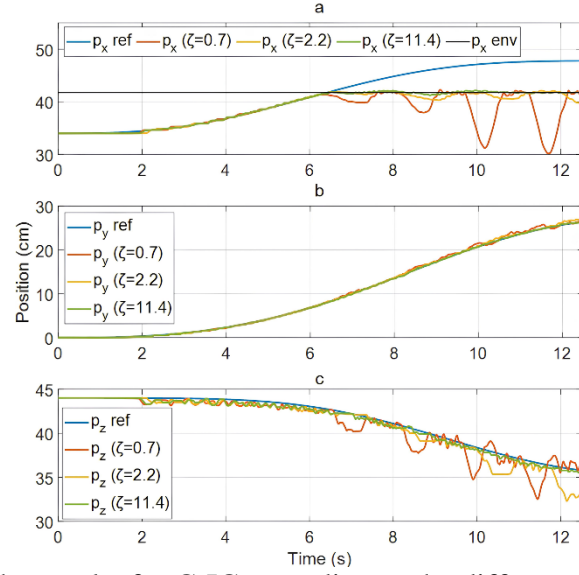 a
p_x ref p_x (ζ=0.7) p_x (ζ=2.2) p_x (ζ=11.4) p_x env
50
40
30
0 2 4 6 8 10 12
b
30
20
10
0
p_y ref
p_y (ζ=0.7)
p_y (ζ=2.2)
p_y (ζ=11.4)
Position (cm)
0 2 4 6 8 10 12
c
45
40
35
30
p_z ref
p_z (ζ=0.7)
p_z (ζ=2.2)
p_z (ζ=11.4)
0 2 4 6 8 10 12
Time (s)